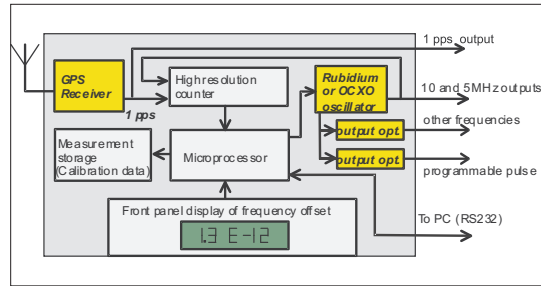 1 pps output
GPS
Receiver
1 pps
High resolution
counter
Rubidium
or OCXO
oscillator
10 and 5MHz outputs
other frequencies
output opt.
output opt.
programmable pulse
Measurement
storage
(Calibration data)
Microprocessor
Front panel display of frequency offset
1.3 E-12
To PC (RS232)